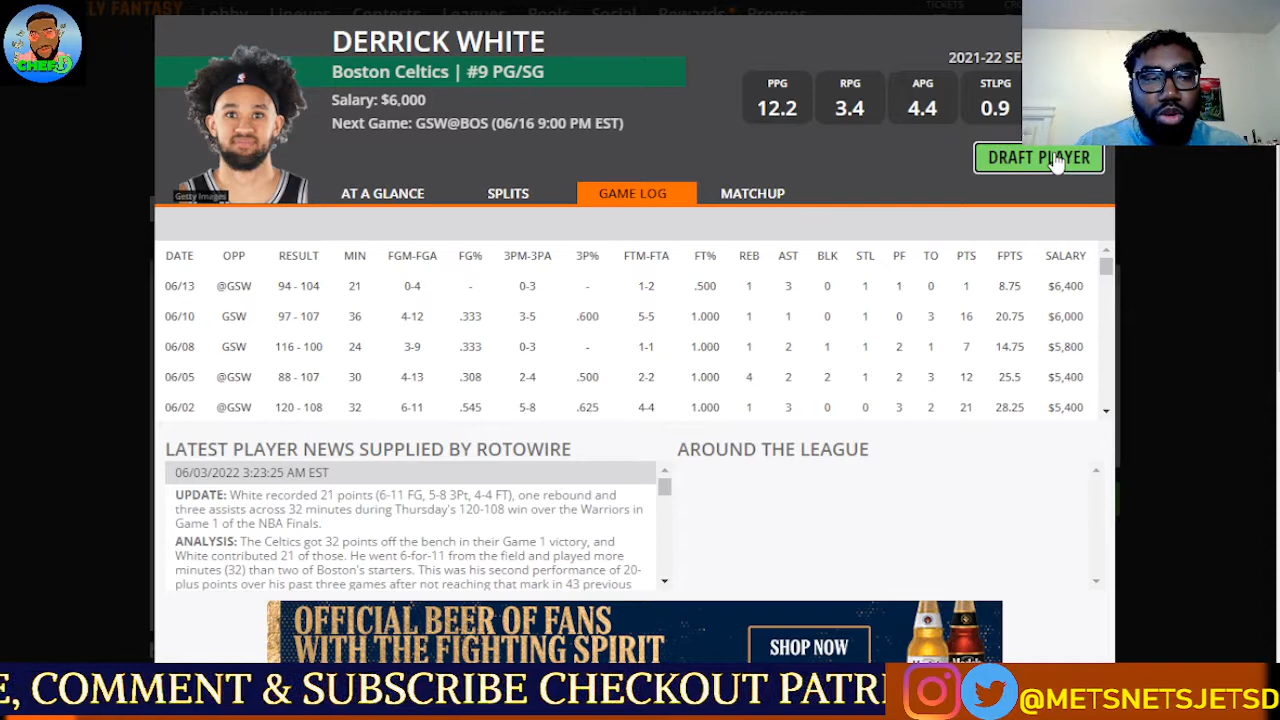 LY FANTASY
Lobby Lineups Contests Leagues Pools Social Rewards Promos
TICKETS
CHEF
DERRICK WHITE
Boston Celtics | #9 PG/SG
Salary: $6,000
Next Game: GSW@BOS (06/16 9:00 PM EST)
Getty Images
2021-22 SE
PPG RPG APG STLPG
12.2 3.4 4.4 0.9
DRAFT PLAYER
AT A GLANCE SPLITS GAME LOG MATCHUP
DATE OPP RESULT MIN FGM-FGA FG% 3PM-3PA 3P% FTM-FTA FT% REB AST BLK STL PF TO PTS FPTS SALARY
06/13 @GSW 94 - 104 21 0-4 - 0-3 - 1-2 .500 1 3 0 1 1 0 1 8.75 $6,400
06/10 GSW 97 - 107 36 4-12 .333 3-5 .600 5-5 1.000 1 1 0 1 0 3 16 20.75 $6,000
06/08 GSW 116 - 100 24 3-9 .333 0-3 - 1-1 1.000 1 2 1 1 2 1 7 14.75 $5,800
06/05 @GSW 88 - 107 30 4-13 .308 2-4 .500 2-2 1.000 4 2 2 1 2 3 12 25.5 $5,400
06/02 @GSW 120 - 108 32 6-11 .545 5-8 .625 4-4 1.000 1 3 0 0 3 2 21 28.25 $5,400
LATEST PLAYER NEWS SUPPLIED BY ROTOWIRE
06/03/2022 3:23:25 AM EST
UPDATE: White recorded 21 points (6-11 FG, 5-8 3Pt, 4-4 FT), one rebound and
three assists across 32 minutes during Thursday's 120-108 win over the Warriors in
Game 1 of the NBA Finals.
ANALYSIS: The Celtics got 32 points off the bench in their Game 1 victory, and
White contributed 21 of those. He went 6-for-11 from the field and played more
minutes (32) than two of Boston's starters. This was his second performance of 20-
plus points over his past three games after not reaching that mark in 43 previous
AROUND THE LEAGUE
OFFICIAL BEER OF FANS
WITH THE FIGHTING SPIRIT
SHOP NOW
E, COMMENT & SUBSCRIBE CHECKOUT PATR
@METSNETSJETSD